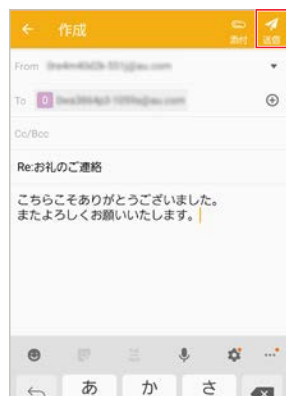 作成
添付
送信
From
To
Cc/Bcc
Re:お礼のご連絡
こちらこそありがとうございました。
またよろしくお願いいたします。
あ か さ